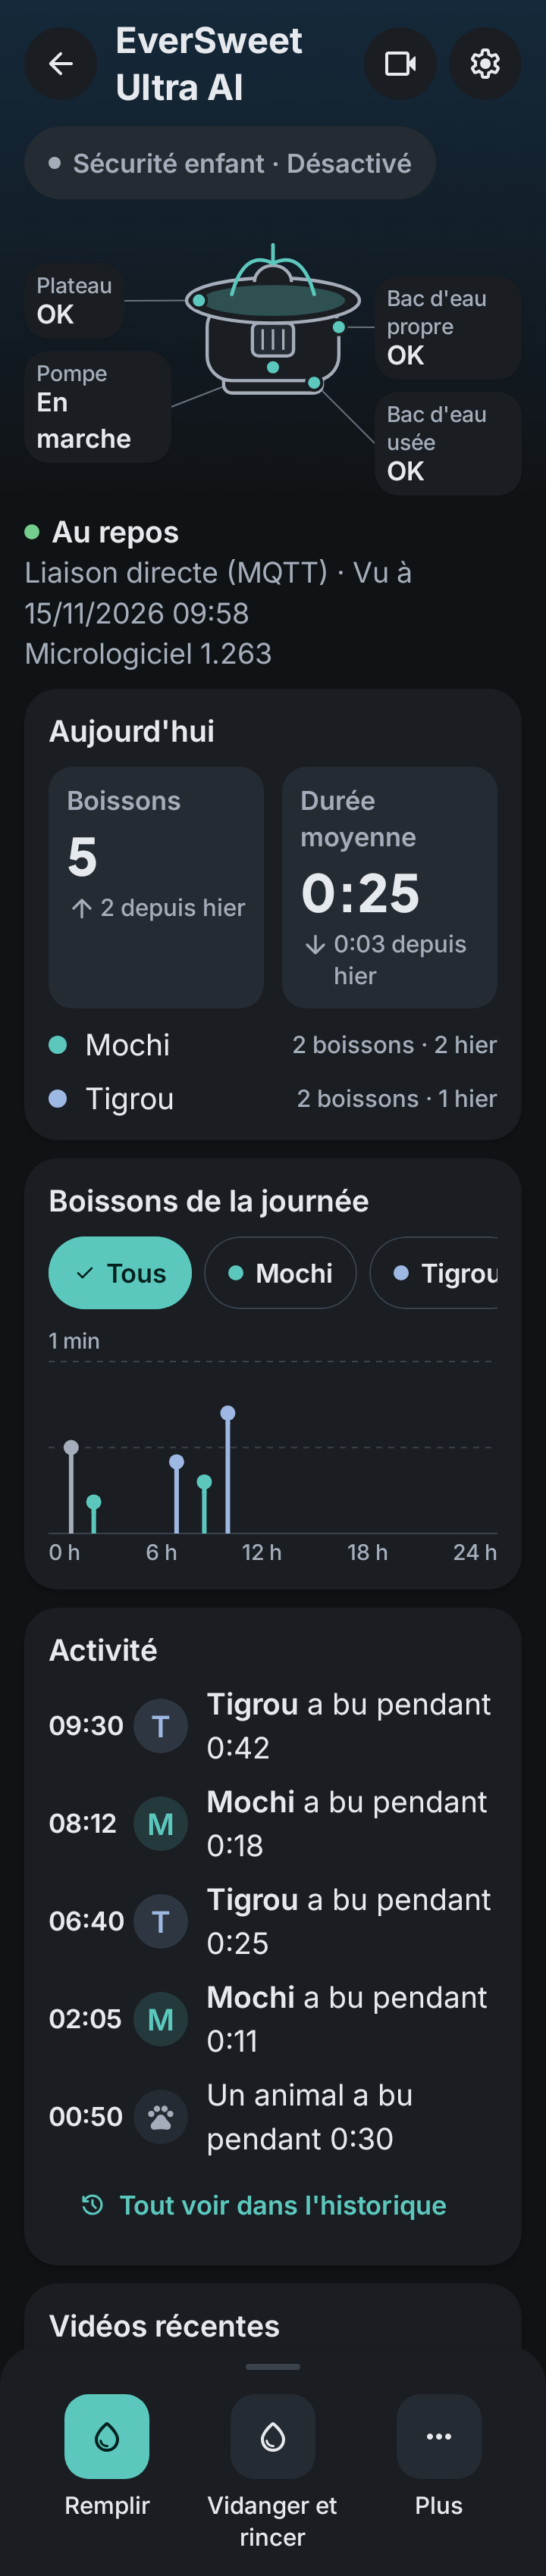 EverSweet
Ultra AI
Sécurité enfant · Désactivé
Plateau
OK
Bac d'eau
propre
OK
Pompe
En
marche
Bac d'eau
usée
OK
Au repos
Liaison directe (MQTT) · Vu à
15/11/2026 09:58
Micrologiciel 1.263
Aujourd'hui
Boissons
5
↑ 2 depuis hier
Durée
moyenne
0:25
↓ 0:03 depuis
hier
Mochi
2 boissons · 2 hier
Tigrou
2 boissons · 1 hier
Boissons de la journée
Tous
Mochi
Tigrou
1 min
0 h
6 h
12 h
18 h
24 h
Activité
09:30
T
Tigrou a bu pendant
0:42
08:12
M
Mochi a bu pendant
0:18
06:40
T
Tigrou a bu pendant
0:25
02:05
M
Mochi a bu pendant
0:11
00:50
Un animal a bu
pendant 0:30
Tout voir dans l'historique
Vidéos récentes
Remplir
Vidanger et
rincer
Plus